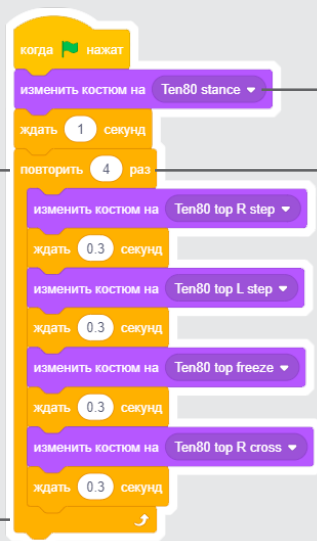 когда нажат
изменить костюм на Ten80 stance
ждать 1 секунд
повторить 4 раз
изменить костюм на Ten80 top R step
ждать 0.3 секунд
изменить костюм на Ten80 top L step
ждать 0.3 секунд
изменить костюм на Ten80 top freeze
ждать 0.3 секунд
изменить костюм на Ten80 top R cross
ждать 0.3 секунд